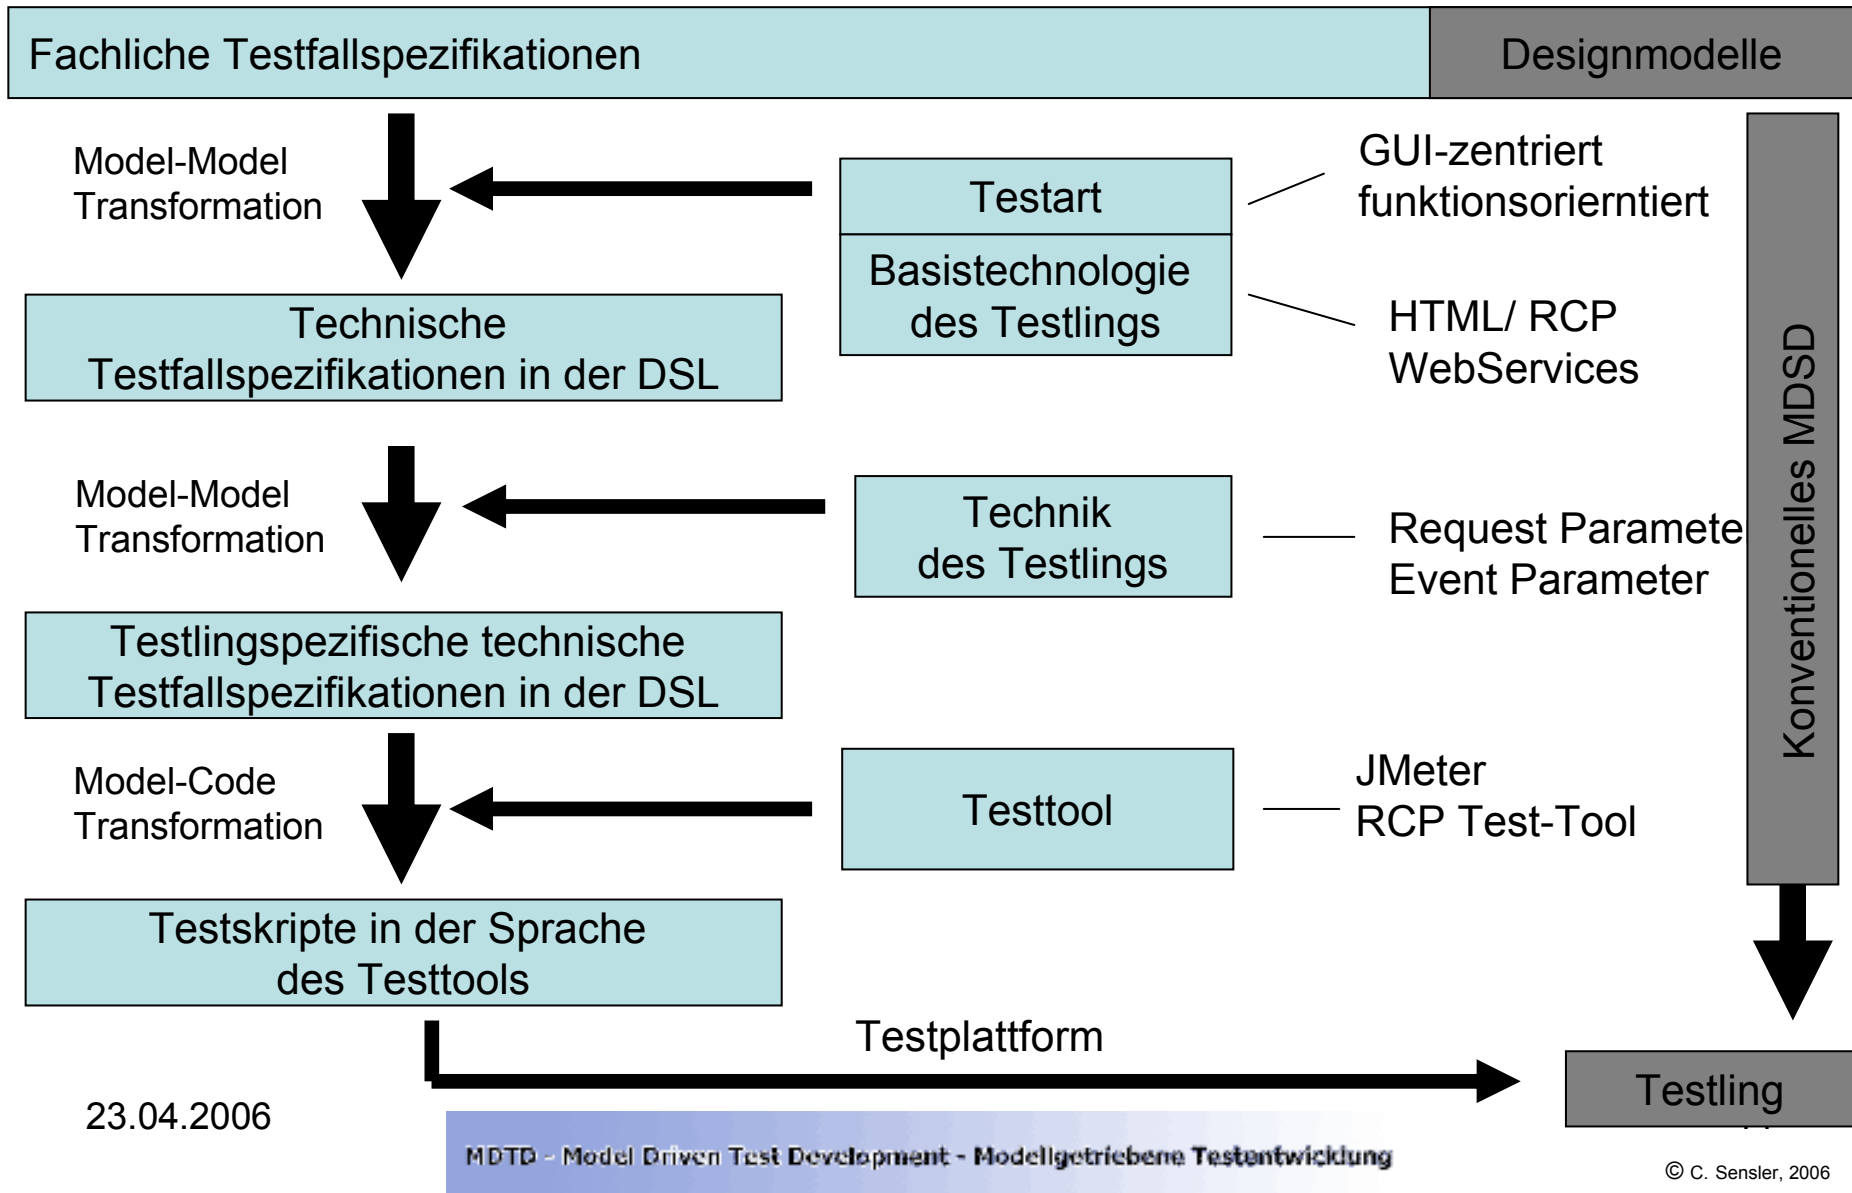 Fachliche Testfallspezifikationen
Designmodelle
Model-Model
Transformation
Testart
GUI-zentriert
funktionsorierntiert
Basistechnologie
des Testlings
HTML/ RCP
WebServices
Technische
Testfallspezifikationen in der DSL
Konventionelles MDSD
Model-Model
Transformation
Technik
des Testlings
Request Paramete
Event Parameter
Testlingspezifische technische
Testfallspezifikationen in der DSL
Model-Code
Transformation
Testtool
JMeter
RCP Test-Tool
Testskripte in der Sprache
des Testtools
Testplattform
Testling
23.04.2006
MDTD - Model Driven Test Development - Modellgetriebene Testentwicklung
© C. Sensler, 2006